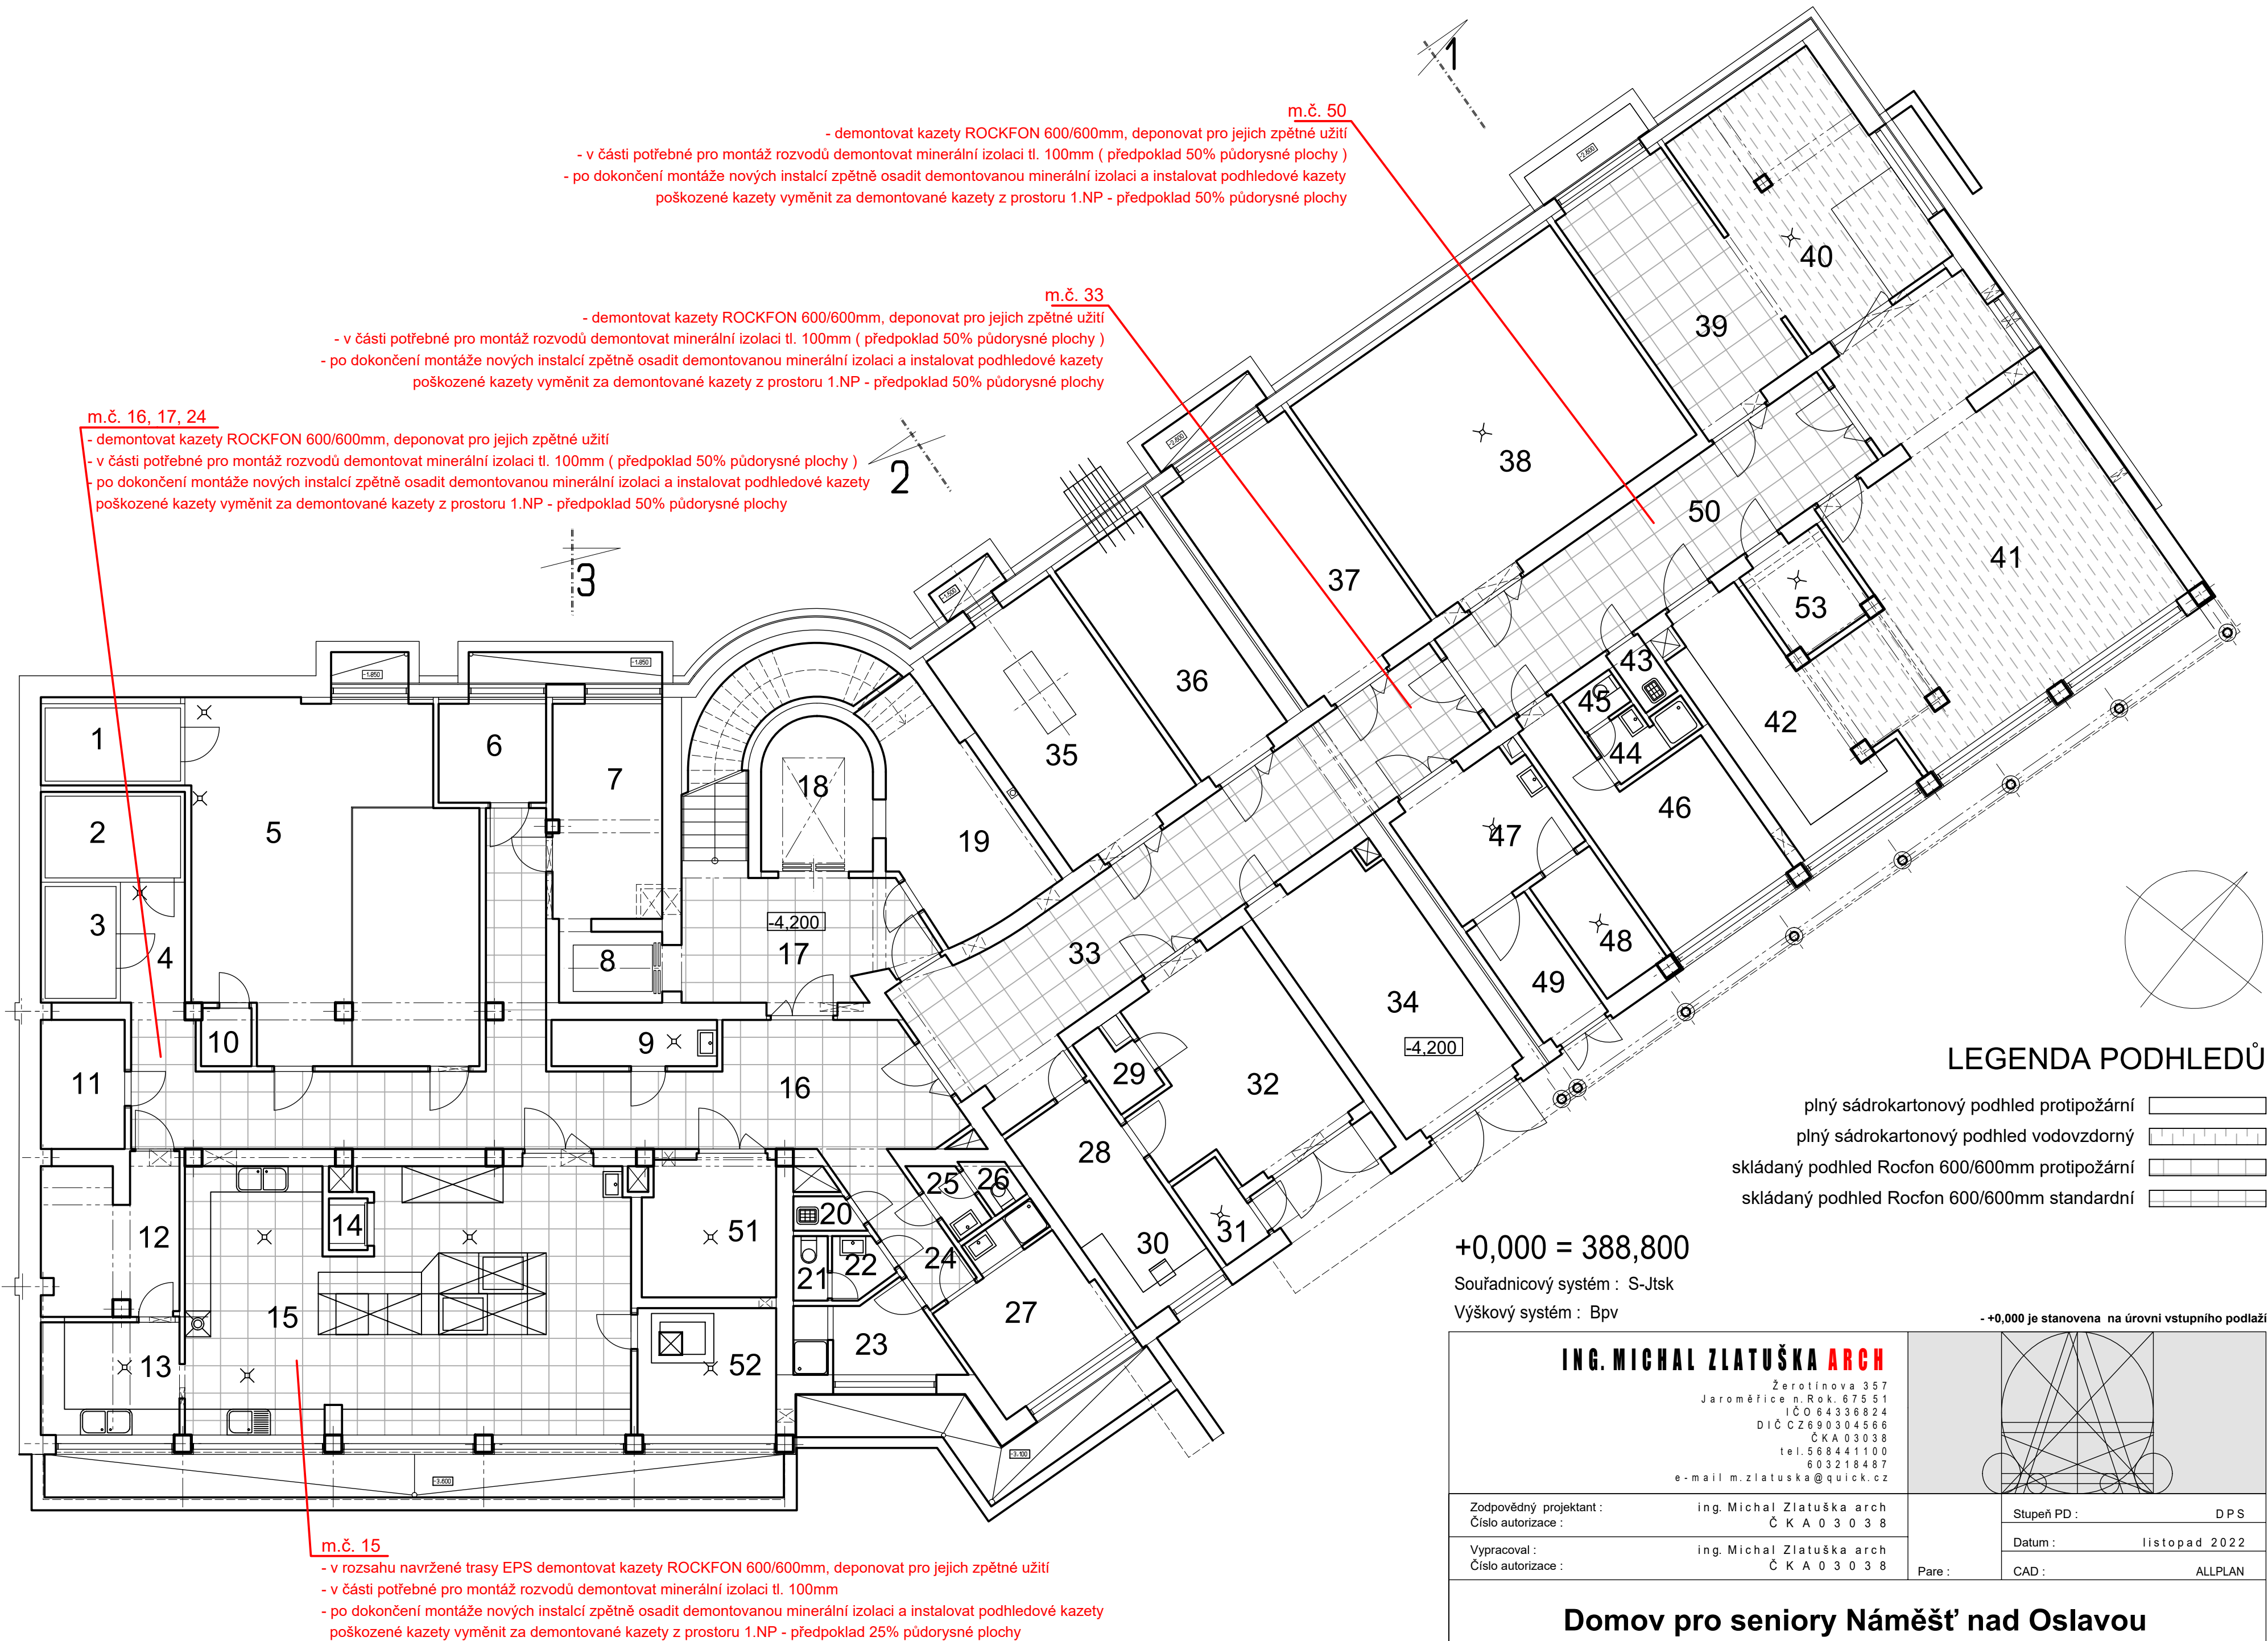 1
m.č. 50
- demontovat kazety ROCKFON 600/600mm, deponovat pro jejich zpětné užití
- v části potřebné pro montáž rozvodů demontovat minerální izolaci tl. 100mm ( předpoklad 50% půdorysné plochy )
- po dokončení montáže nových instalcí zpětně osadit demontovanou minerální izolaci a instalovat podhledové kazety
poškozené kazety vyměnit za demontované kazety z prostoru 1.NP - předpoklad 50% půdorysné plochy
-2.600
40
39
m.č. 33
- demontovat kazety ROCKFON 600/600mm, deponovat pro jejich zpětné užití
- v části potřebné pro montáž rozvodů demontovat minerální izolaci tl. 100mm ( předpoklad 50% půdorysné plochy )
- po dokončení montáže nových instalcí zpětně osadit demontovanou minerální izolaci a instalovat podhledové kazety
poškozené kazety vyměnit za demontované kazety z prostoru 1.NP - předpoklad 50% půdorysné plochy
m.č. 16, 17, 24
- demontovat kazety ROCKFON 600/600mm, deponovat pro jejich zpětné užití
- v části potřebné pro montáž rozvodů demontovat minerální izolaci tl. 100mm ( předpoklad 50% půdorysné plochy )
- po dokončení montáže nových instalcí zpětně osadit demontovanou minerální izolaci a instalovat podhledové kazety
poškozené kazety vyměnit za demontované kazety z prostoru 1.NP - předpoklad 50% půdorysné plochy
2
-2.600
38
50
3
37
41
-1.500
53
-1.850
-1.850
43
36
45
42
1
6
35
44
7
18
46
2
5
19
47
3
-4,200
4
8
17
33
48
49
34
10
9
-4,200
11
16
29
32
28
25
26
14
20
51
12
31
30
24
22
21
15
27
23
13
52
-3.100
-3.600
m.č. 15
- v rozsahu navržené trasy EPS demontovat kazety ROCKFON 600/600mm, deponovat pro jejich zpětné užití
- v části potřebné pro montáž rozvodů demontovat minerální izolaci tl. 100mm
- po dokončení montáže nových instalcí zpětně osadit demontovanou minerální izolaci a instalovat podhledové kazety
poškozené kazety vyměnit za demontované kazety z prostoru 1.NP - předpoklad 25% půdorysné plochy
LEGENDA PODHLEDŮ
plný sádrokartonový podhled protipožární
plný sádrokartonový podhled vodovzdorný
skládaný podhled Rocfon 600/600mm protipožární
skládaný podhled Rocfon 600/600mm standardní
+0,000 = 388,800
Souřadnicový systém : S-Jtsk
Výškový systém : Bpv
- +0,000 je stanovena na úrovni vstupního podlaží
ING. MICHAL ZLATUŠKA ARCH
Žerotínova 357
Jaroměřice n.Rok. 67551
IČO 64336824
DIČ CZ690304566
ČKA 03038
tel. 568441100
603218487
e-mail m.zlatuska@quick.cz
Zodpovědný projektant : ing. Michal Zlatuška arch
Číslo autorizace : ČKA03038
Vypracoval : ing. Michal Zlatuška arch
Číslo autorizace : ČKA03038
Pare :
Stupeň PD : DPS
Datum : listopad 2022
CAD : ALLPLAN
Domov pro seniory Náměšť nad Oslavou